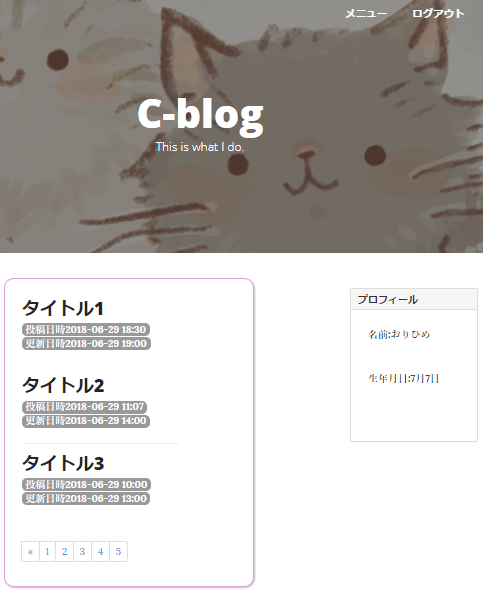 メニュー ログアウト
C-blog
This is what I do.
タイトル1
投稿日時2018-06-29 18:30
更新日時2018-06-29 19:00
タイトル2
投稿日時2018-06-29 11:07
更新日時2018-06-29 14:00
タイトル3
投稿日時2018-06-29 10:00
更新日時2018-06-29 13:00
« 1 2 3 4 5
プロフィール
名前:おりひめ
生年月日:7月7日